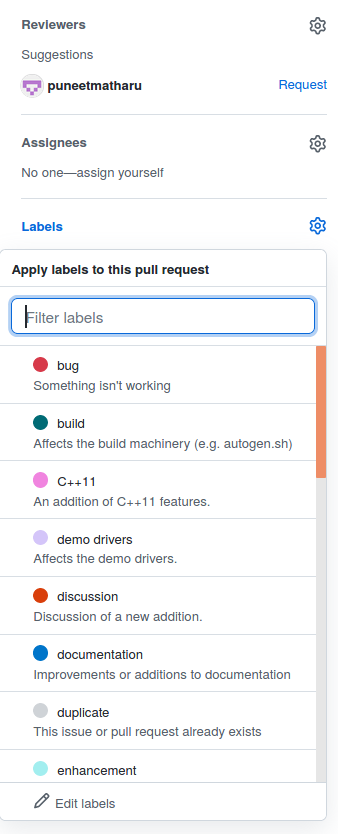 Reviewers
Suggestions
puneetmatharu Request
Assignees
No one—assign yourself
Labels
Apply labels to this pull request
Filter labels
bug
Something isn't working
build
Affects the build machinery (e.g. autogen.sh)
C++11
An addition of C++11 features.
demo drivers
Affects the demo drivers.
discussion
Discussion of a new addition.
documentation
Improvements or additions to documentation
duplicate
This issue or pull request already exists
enhancement
Edit labels